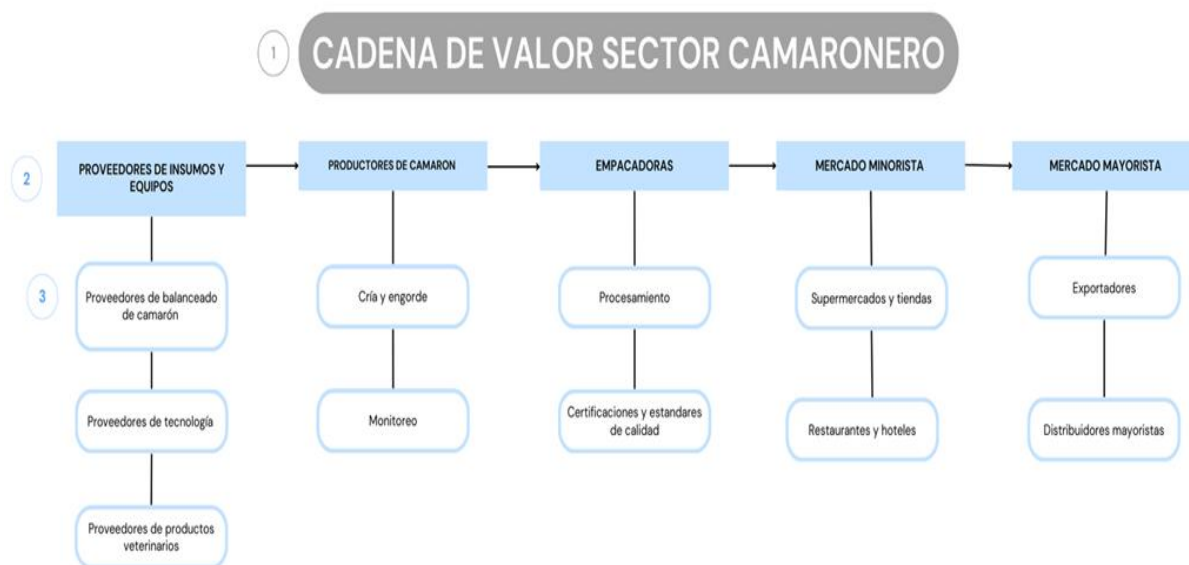 1
CADENA DE VALOR SECTOR CAMARONERO
2
PROVEEDORES DE INSUMOS Y
EQUIPOS
PRODUCTORES DE CAMARON
EMPACADORAS
MERCADO MINORISTA
MERCADO MAYORISTA
3
Proveedores de balanceado
de camarón
Cría y engorde
Procesamiento
Supermercados y tiendas
Exportadores
Proveedores de tecnología
Monitoreo
Certificaciones y estandares
de calidad
Restaurantes y hoteles
Distribuidores mayoristas
Proveedores de productos
veterinarios